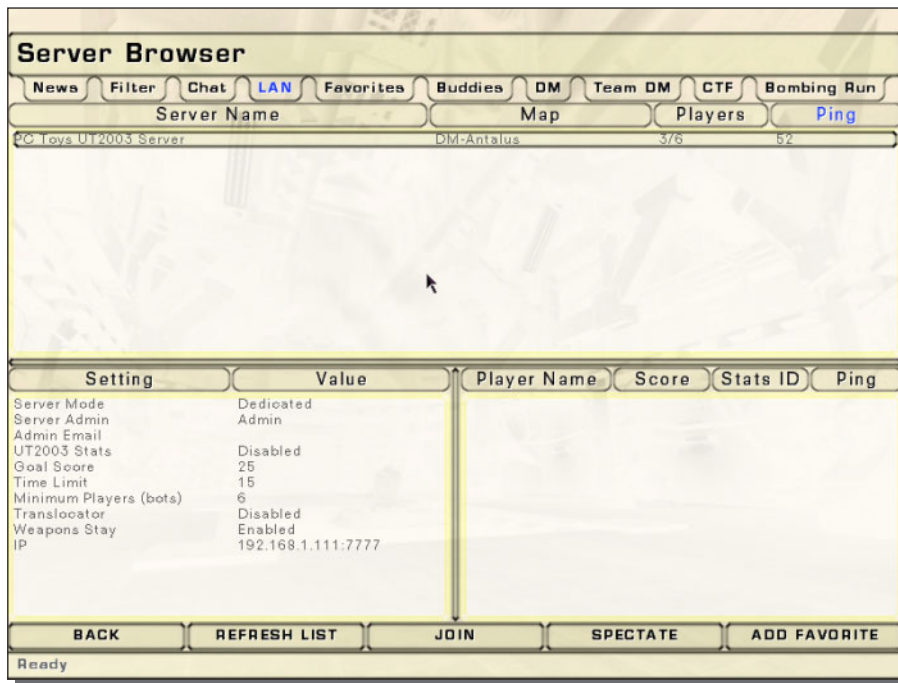 Server Browser
News Filter Chat LAN Favorites Buddies DM Team DM CTF Bombing Run
Server Name Map Players Ping
PC Toys UT2003 Server DM-Antalus 3/6 52
Setting Value
Server Mode Dedicated
Server Admin Admin
Admin Email
UT2003 Stats Disabled
Goal Score 25
Time Limit 15
Minimum Players (bots) 6
Translocator Disabled
Weapons Stay Enabled
IP 192.168.1.111:7777
Player Name Score Stats ID Ping
BACK REFRESH LIST JOIN SPECTATE ADD FAVORITE
Ready